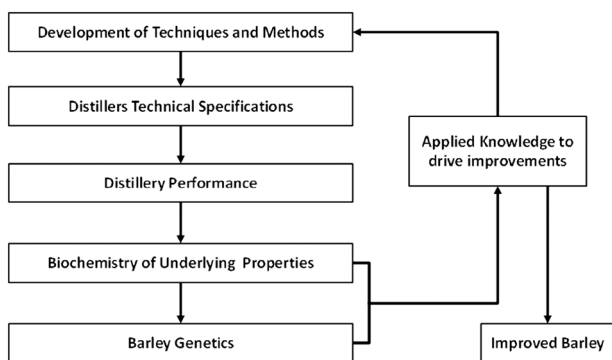 Development of Techniques and Methods
Distillers Technical Specifications
Distillery Performance
Biochemistry of Underlying Properties
Barley Genetics
Applied Knowledge to
drive improvements
Improved Barley